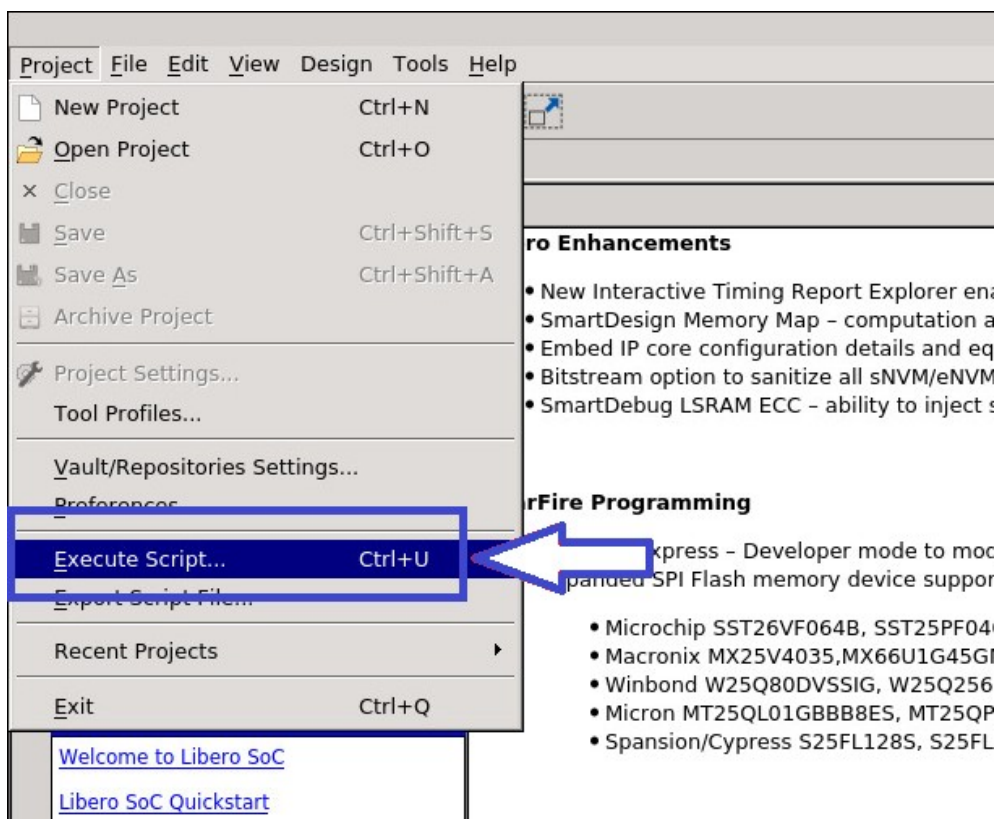 Project File Edit View Design Tools Help
New Project Ctrl+N
Open Project Ctrl+O
Close
Save Ctrl+Shift+S
Save As Ctrl+Shift+A
Archive Project
Project Settings...
Tool Profiles...
Vault/Repositories Settings...
Preferences...
Execute Script... Ctrl+U
Export Script File...
Recent Projects
Exit Ctrl+Q
ro Enhancements
• New Interactive Timing Report Explorer ena
• SmartDesign Memory Map – computation a
• Embed IP core configuration details and eq
• Bitstream option to sanitize all sNVM/eNVM
• SmartDebug LSRAM ECC – ability to inject s
rFire Programming
xpress – Developer mode to mod
panded SPI Flash memory device suppor
• Microchip SST26VF064B, SST25PF04
• Macronix MX25V4035,MX66U1G45G
• Winbond W25Q80DVSSIG, W25Q256
• Micron MT25QL01GBBB8ES, MT25QP
• Spansion/Cypress S25FL128S, S25FL
Welcome to Libero SoC
Libero SoC Quickstart